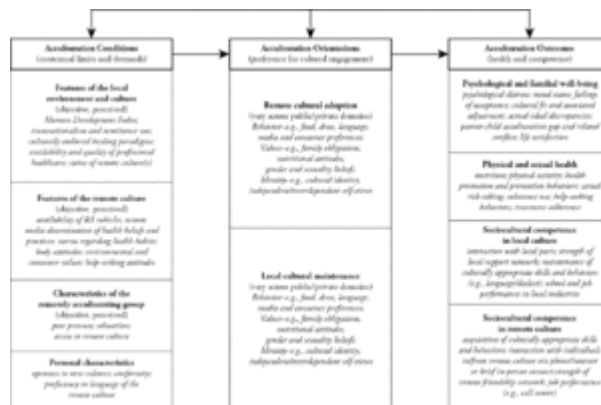 Acculturation Conditions
(contextual limits and demands)
Features of the local
environment and culture
(objective, perceived)
Human Development Index;
transnationalism and remittance use;
culturally embedded healing paradigms;
availability and quality of professional
healthcare; status of remote culture(s)
Features of the remote culture
(objective, perceived)
availability of RA vehicles; remote
media dissemination of health beliefs and
practices; norms regarding health habits;
body attitudes; environmental and
consumer values; help-seeking attitudes
Characteristics of the
remotely acculturating group
(objective, perceived)
peer pressure; education;
access to remote culture
Personal characteristics
openness to new cultures; conformity;
proficiency in language of the
remote culture
Acculturation Orientations
(preference for cultural engagement)
Remote cultural adoption
(vary across public/private domains)
Behavior-e.g., food, dress, language,
media and consumer preferences
Values-e.g., family obligations,
nutritional attitudes,
gender and sexuality beliefs
Identity-e.g., cultural identity,
independent/interdependent self-views
Local cultural maintenance
(vary across public/private domains)
Behavior-e.g., food, dress, language,
media and consumer preferences
Values-e.g., family obligations,
nutritional attitudes,
gender and sexuality beliefs
Identity-e.g., cultural identity,
independent/interdependent self-views
Acculturation Outcomes
(health and competence)
Psychological and familial well-being
psychological distress; mood states; feelings
of acceptance; cultural fit and associated
adjustment; actual-ideal discrepancies;
parent-child acculturation gap and related
conflict; life satisfaction
Physical and sexual health
nutrition; physical activity; health
promotion and prevention behaviors; sexual
risk-taking; substance use; help-seeking
behaviors; treatment adherence
Sociocultural competence
in local culture
interaction with local peers; strength of
local support network; maintenance of
culturally appropriate skills and behaviors
(e.g., language/dialect); school and job
performance in local industries
Sociocultural competence
in remote culture
acquisition of culturally appropriate skills
and behaviors; interaction with individuals
from remote culture via phone/internet
or brief in-person contact; strength of
remote friendship network; job performance
(e.g., call center)